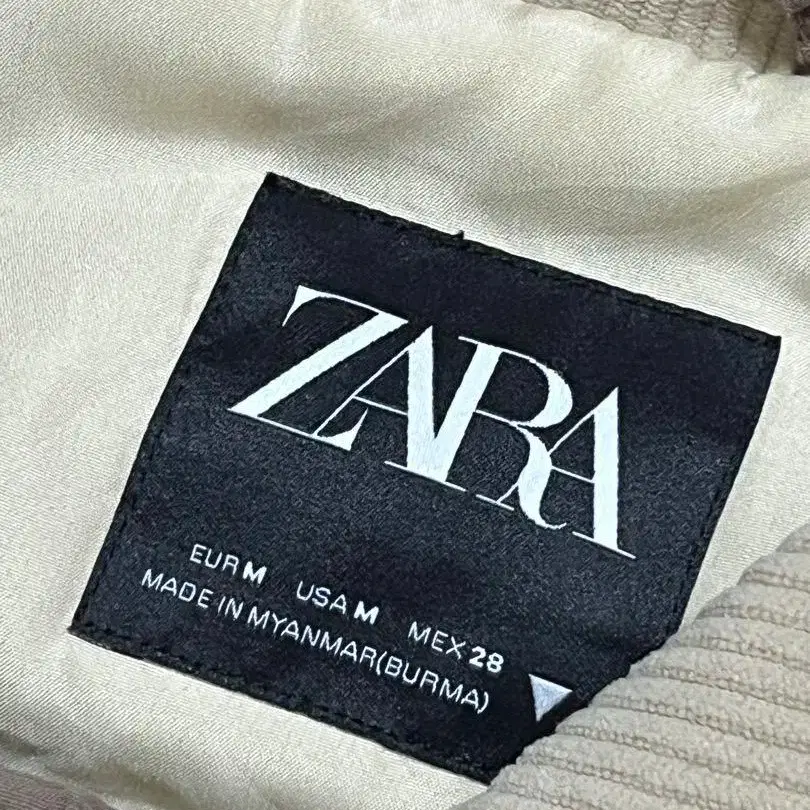 ZARA
EUR M USA M MEX 28
MADE IN MYANMAR(BURMA)